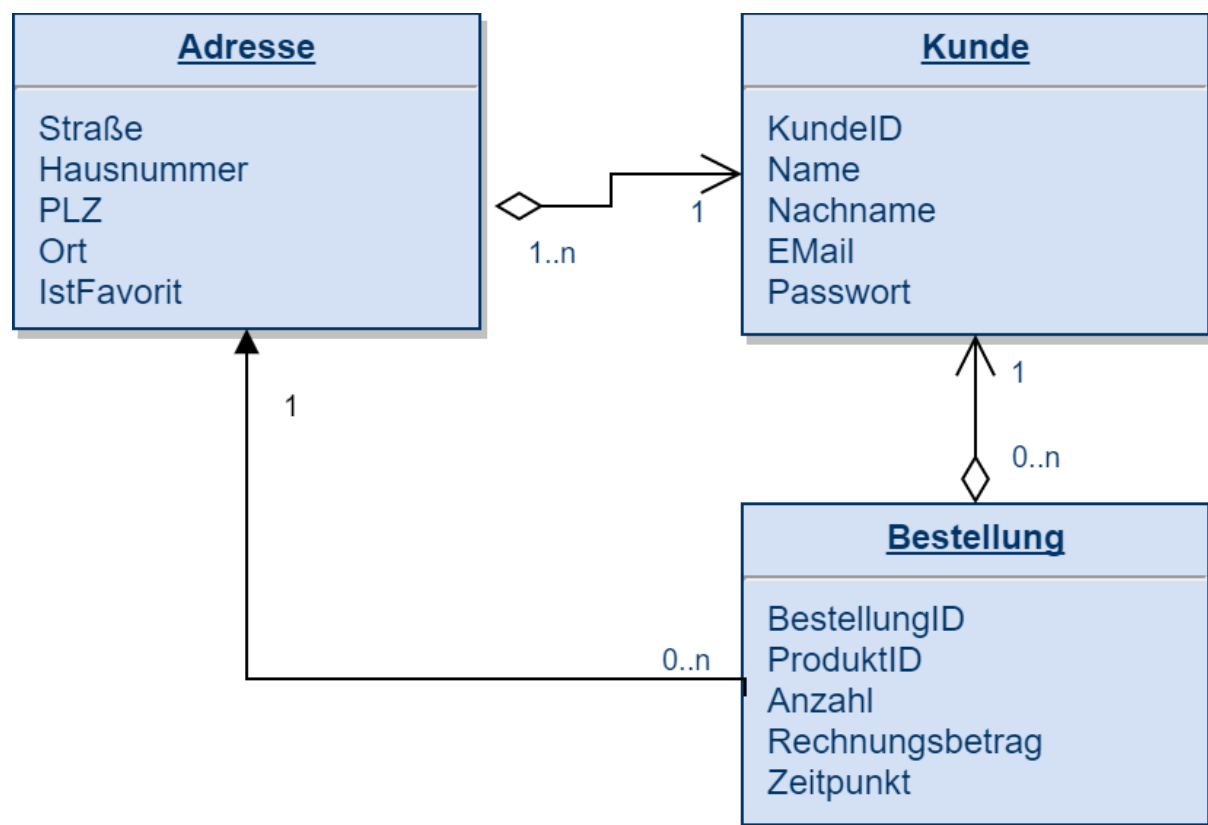 Adresse
Straße
Hausnummer
PLZ
Ort
IstFavorit
Kunde
KundeID
Name
Nachname
EMail
Passwort
1..n
1
1
0..n
1
0..n
Bestellung
BestellungID
ProduktID
Anzahl
Rechnungsbetrag
Zeitpunkt